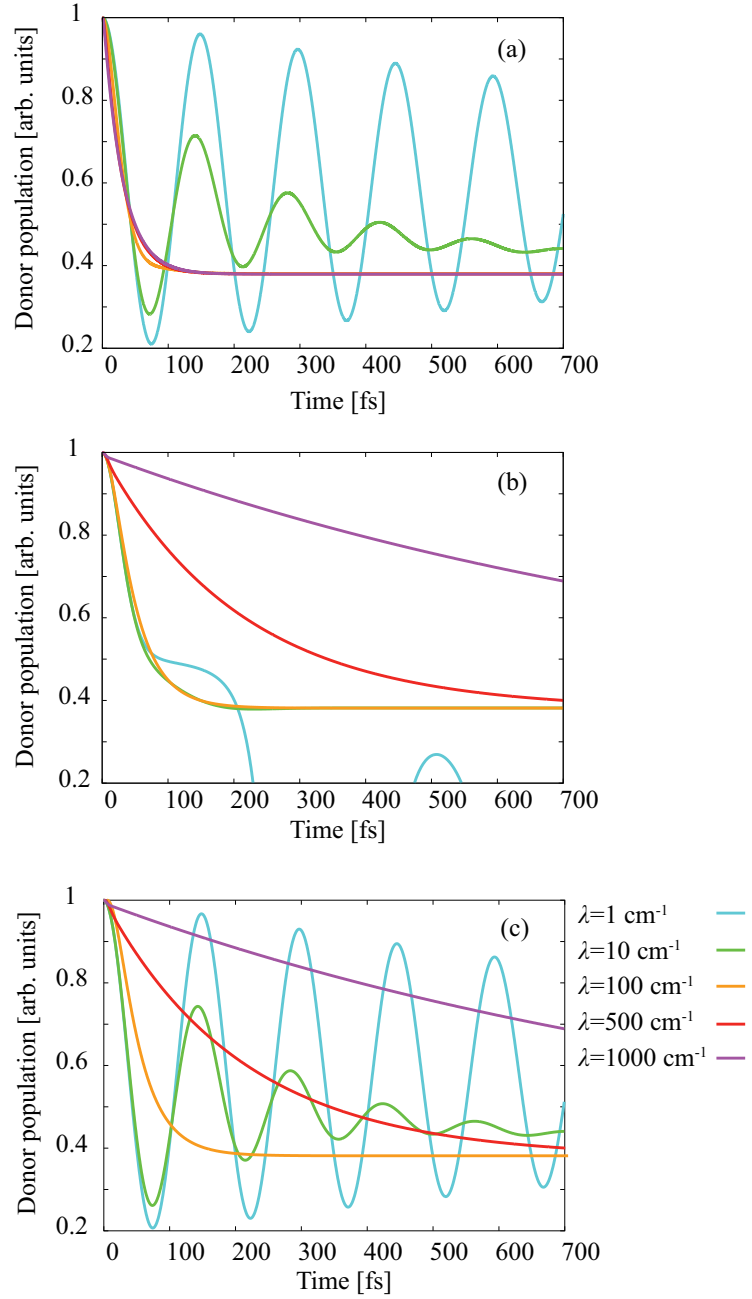 (a)
Donor population [arb. units]
1
0.8
0.6
0.4
0.2
0 100 200 300 400 500 600 700
Time [fs]
(b)
Donor population [arb. units]
1
0.8
0.6
0.4
0.2
0 100 200 300 400 500 600 700
Time [fs]
(c)
Donor population [arb. units]
1
0.8
0.6
0.4
0.2
0 100 200 300 400 500 600 700
Time [fs]
λ=1 cm⁻¹
λ=10 cm⁻¹
λ=100 cm⁻¹
λ=500 cm⁻¹
λ=1000 cm⁻¹